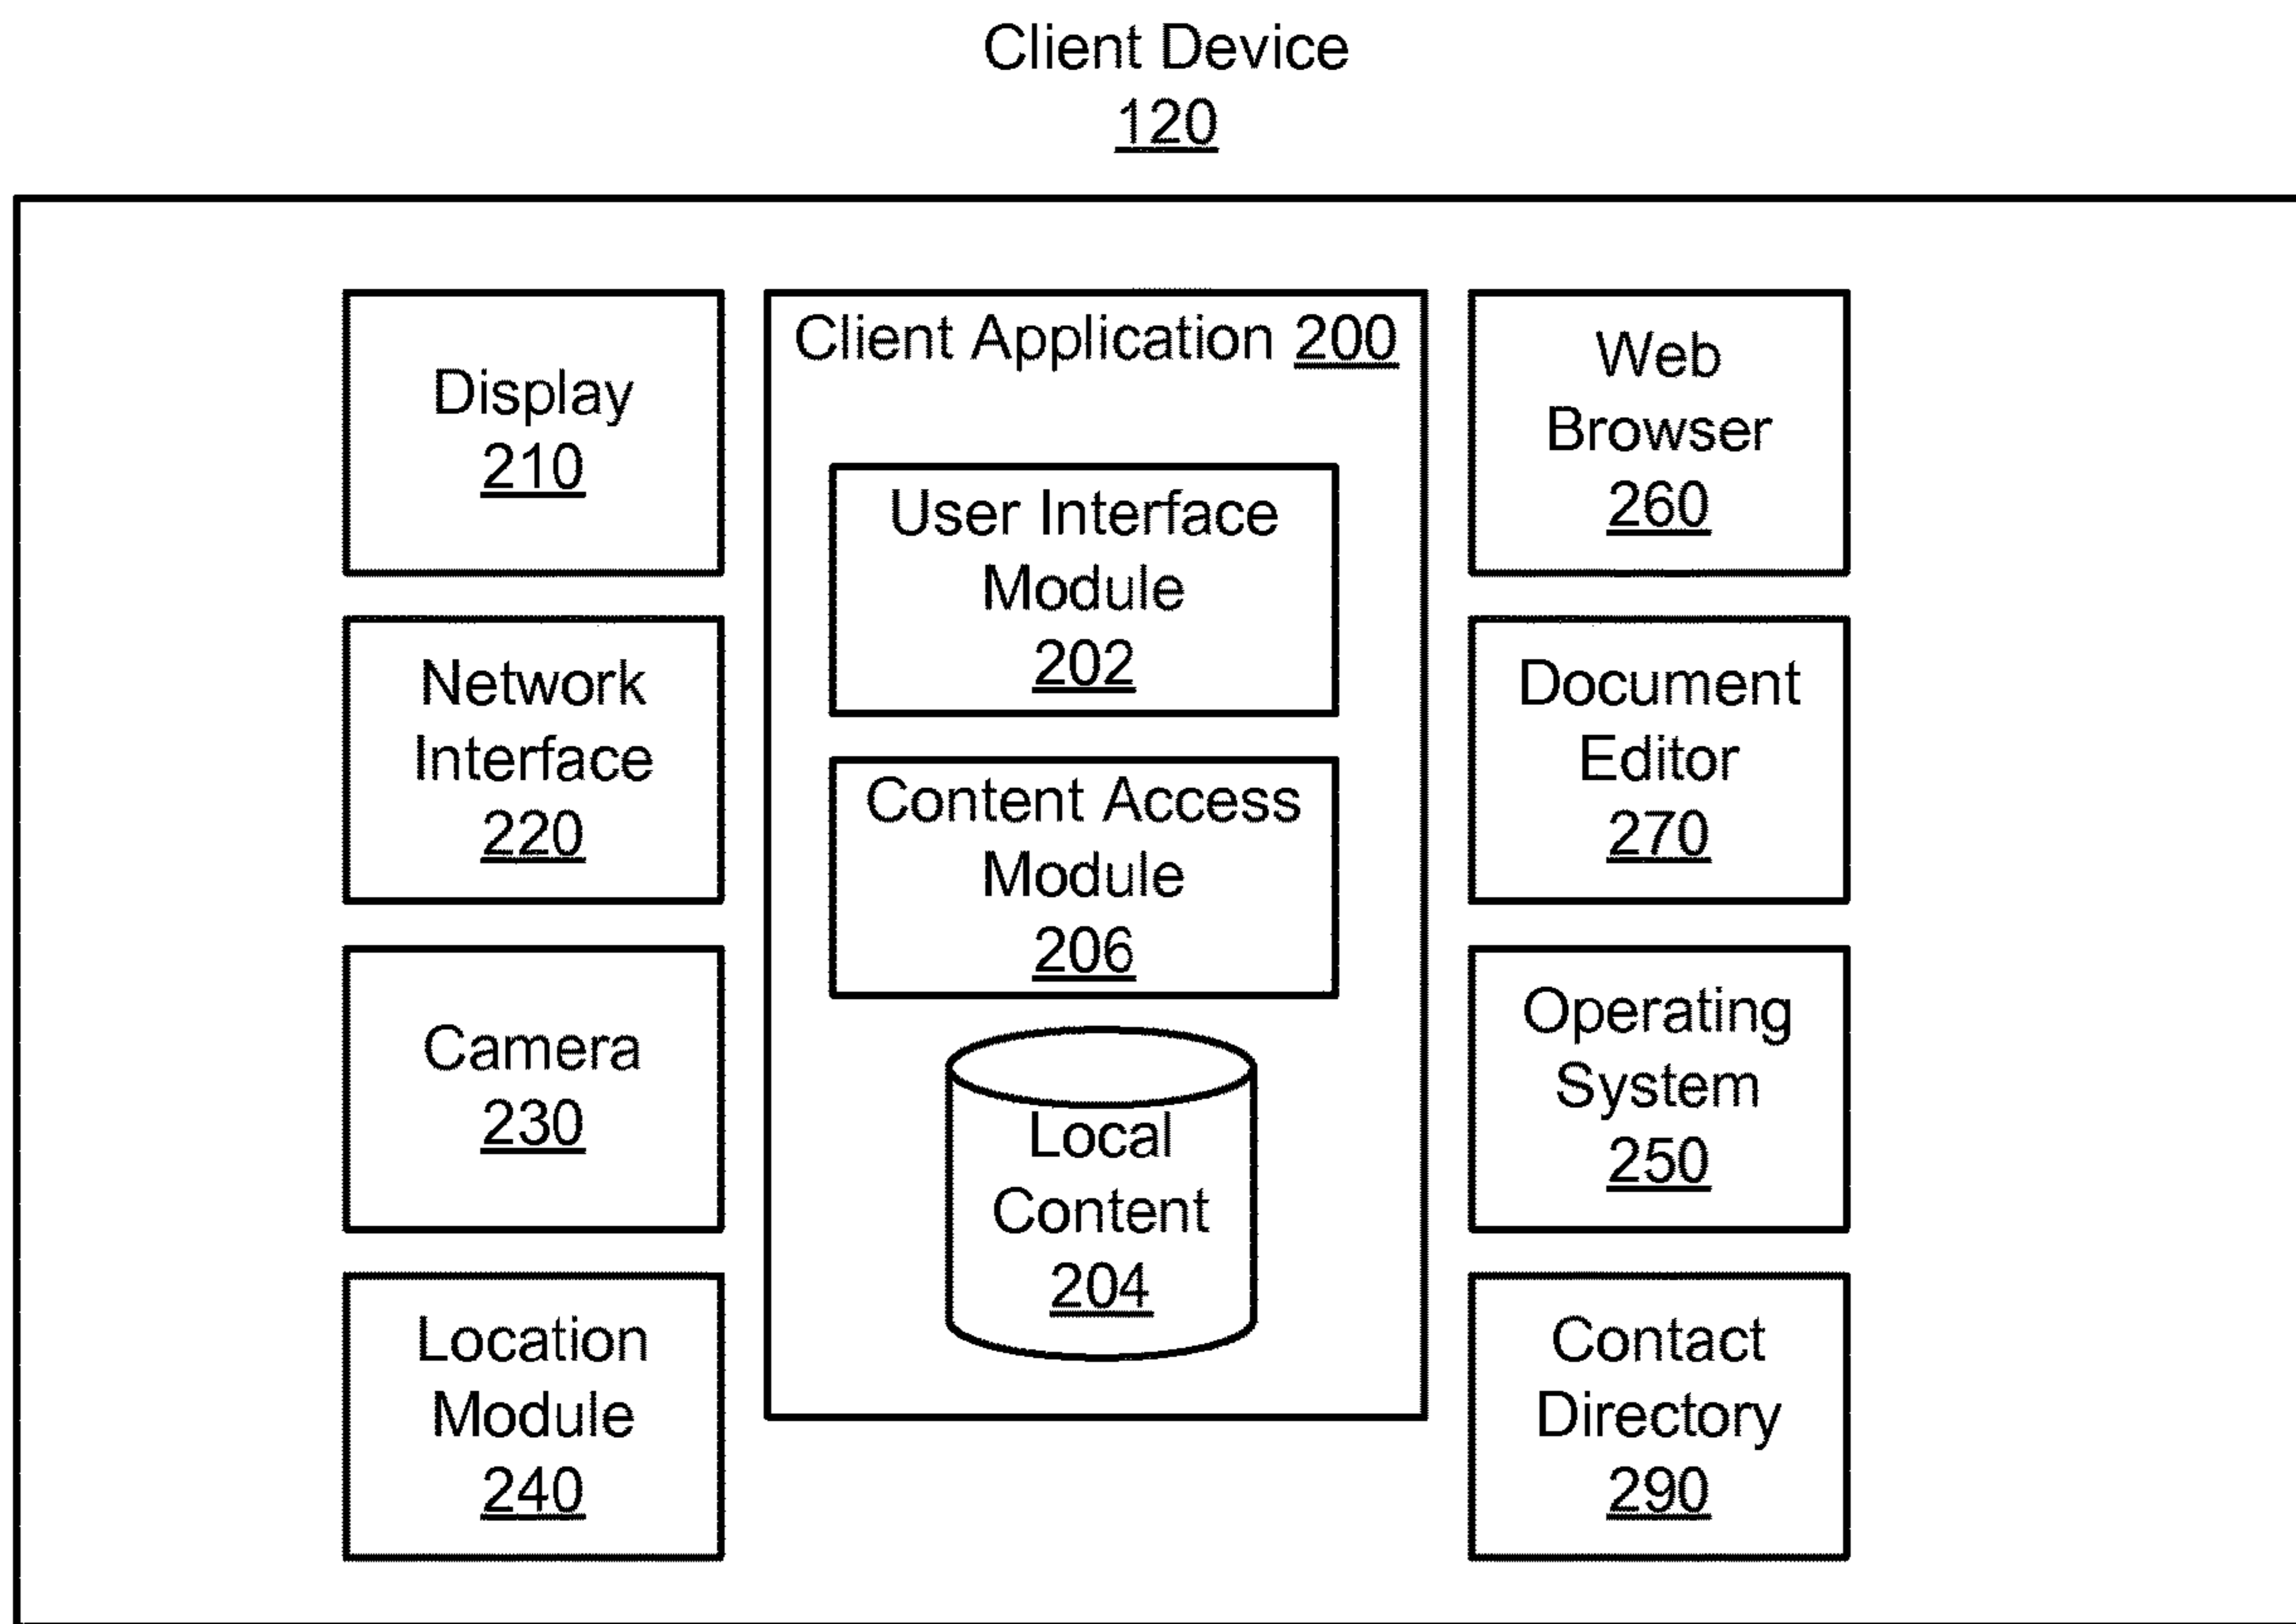 Client Device
120
Display
210
Network
Interface
220
Camera
230
Location
Module
240
Client Application 200
User Interface
Module
202
Content Access
Module
206
Local
Content
204
Web
Browser
260
Document
Editor
270
Operating
System
250
Contact
Directory
290